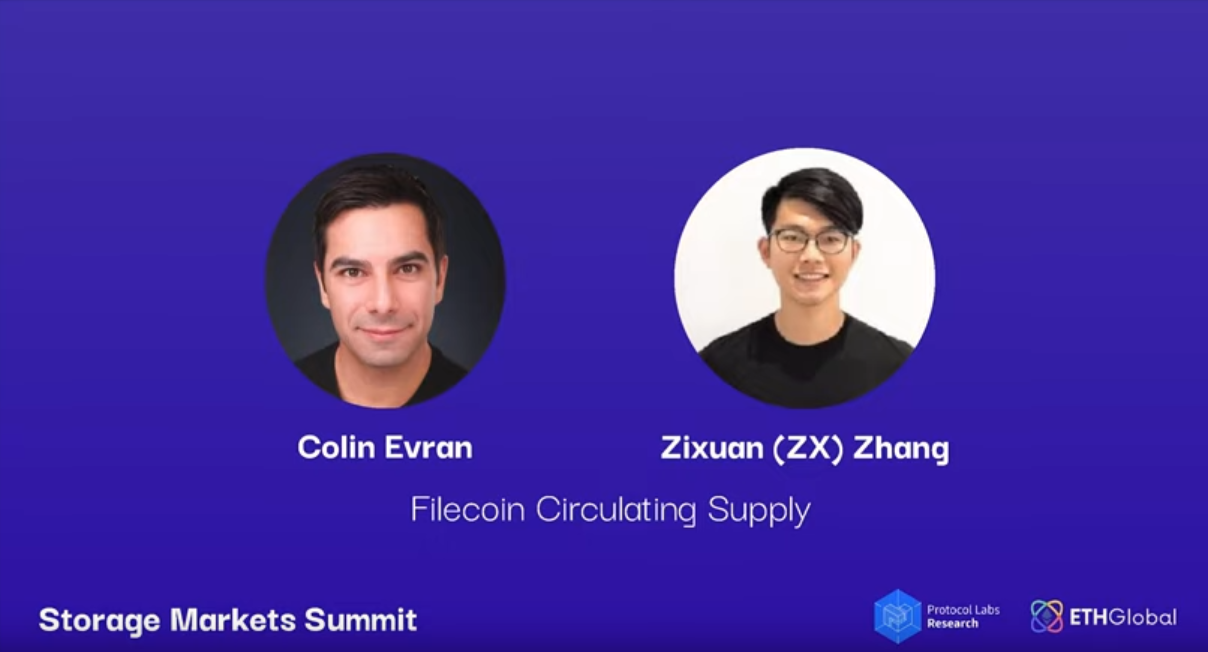 Colin Evran
Zixuan (ZX) Zhang
Filecoin Circulating Supply
Storage Markets Summit
Protocol Labs
Research
ETHGlobal